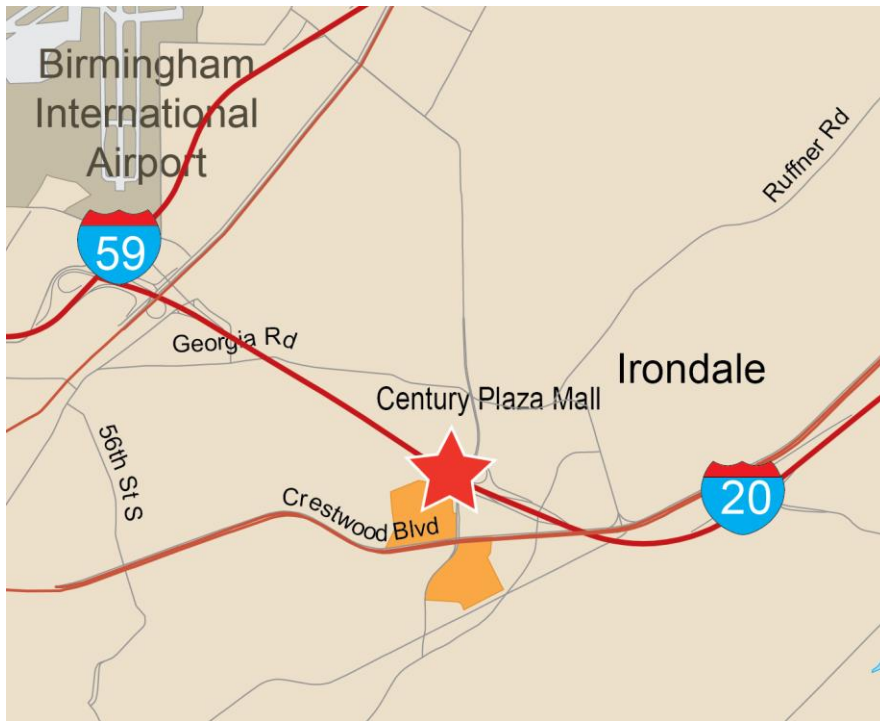 Birmingham
International
Airport
Ruffner Rd
59
Georgia Rd
Irondale
Century Plaza Mall
56th St S
20
Crestwood Blvd